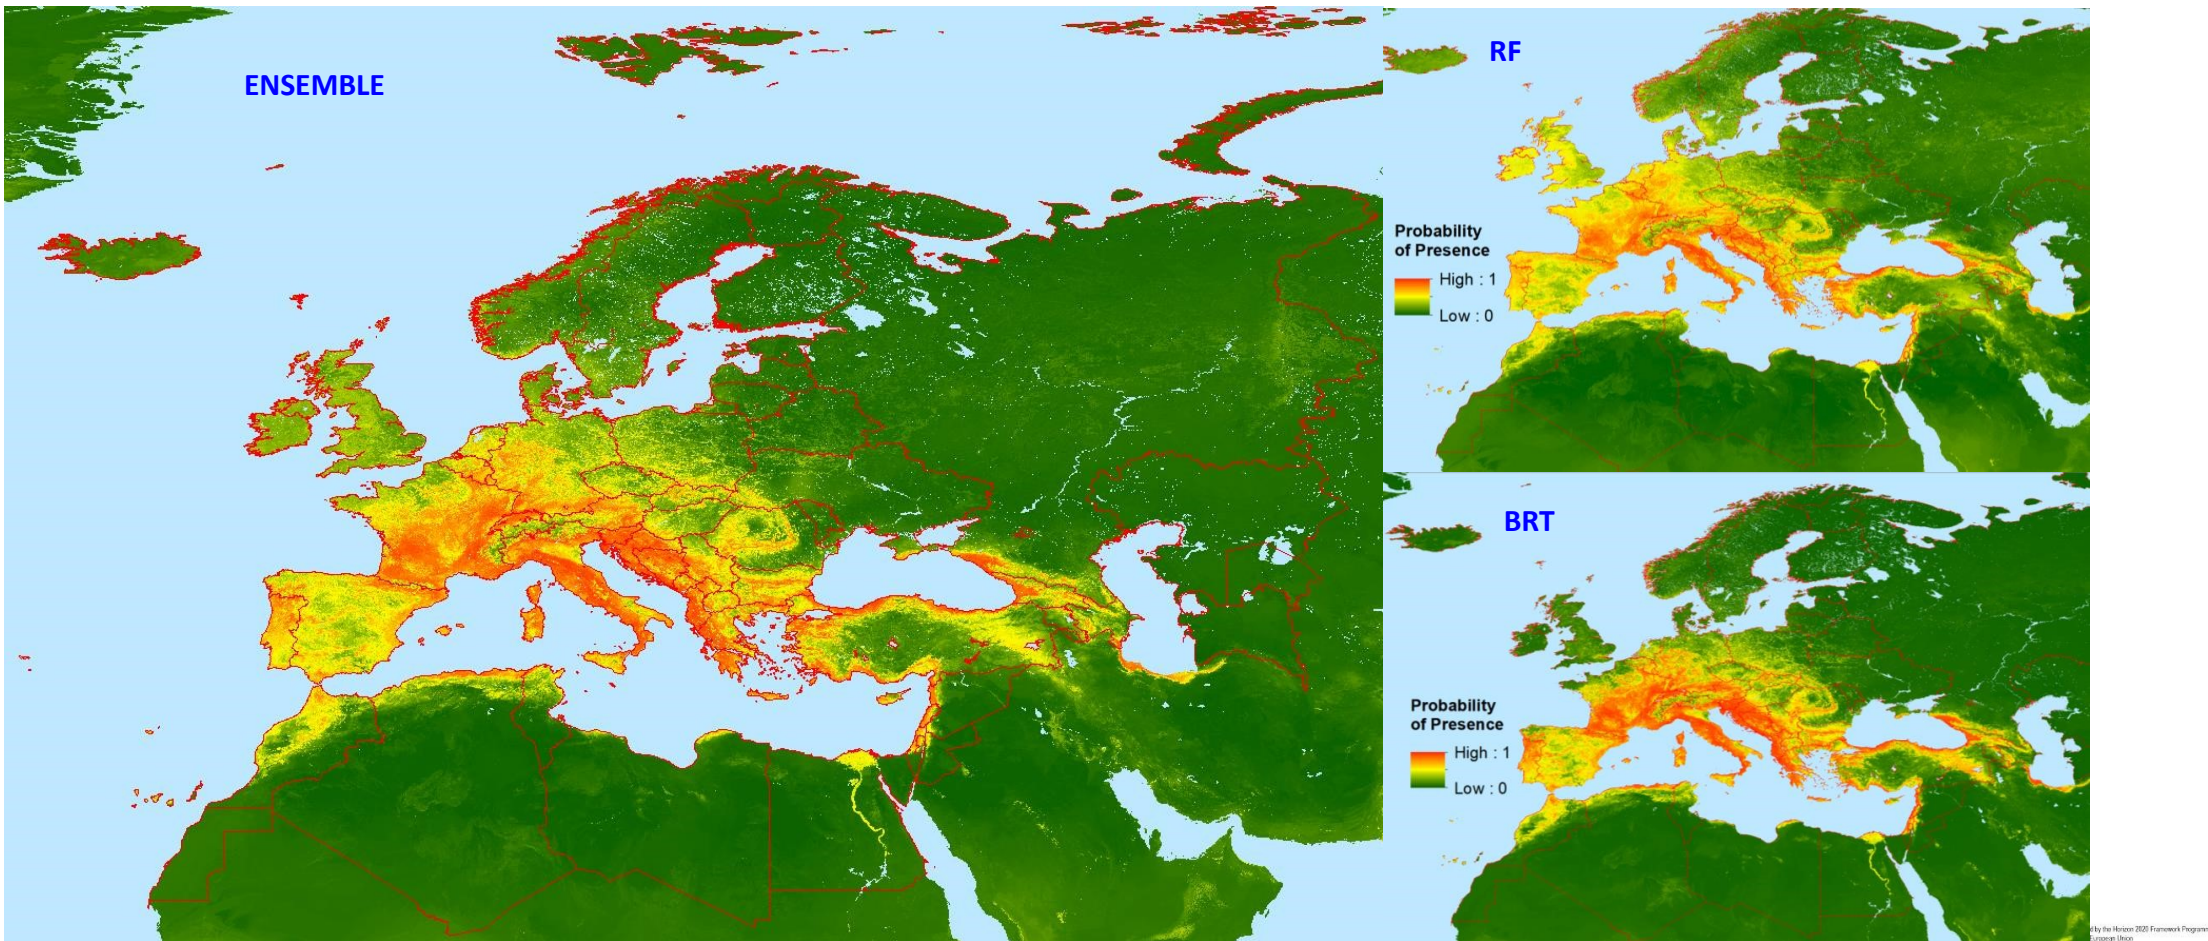 ENSEMBLE
RF
Probability
of Presence
High : 1
Low : 0
BRT
Probability
of Presence
High : 1
Low : 0
d by the Horizon 2020 Framework Program
European Union